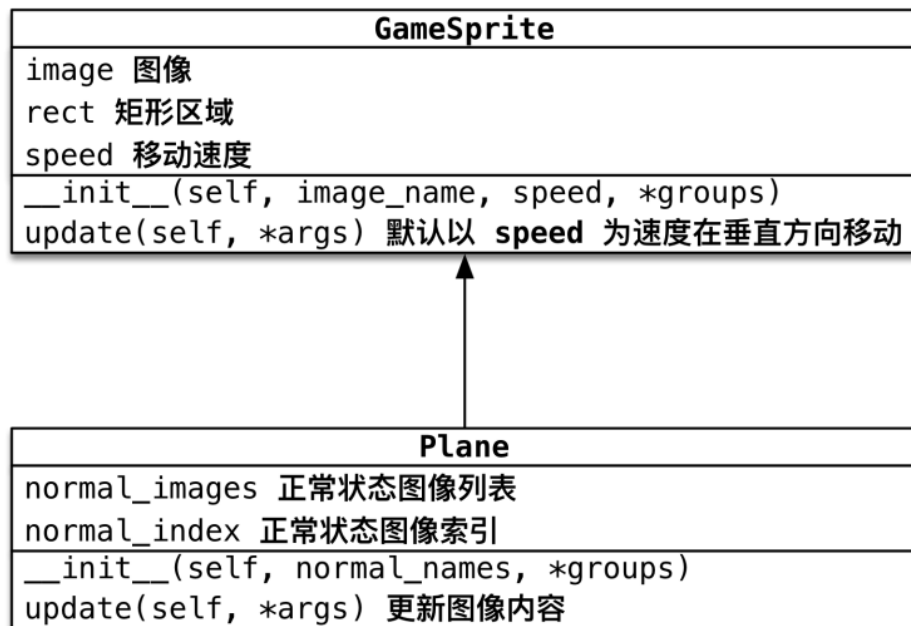 GameSprite
image 图像
rect 矩形区域
speed 移动速度
__init__(self, image_name, speed, *groups)
update(self, *args) 默认以 speed 为速度在垂直方向移动
Plane
normal_images 正常状态图像列表
normal_index 正常状态图像索引
__init__(self, normal_names, *groups)
update(self, *args) 更新图像内容